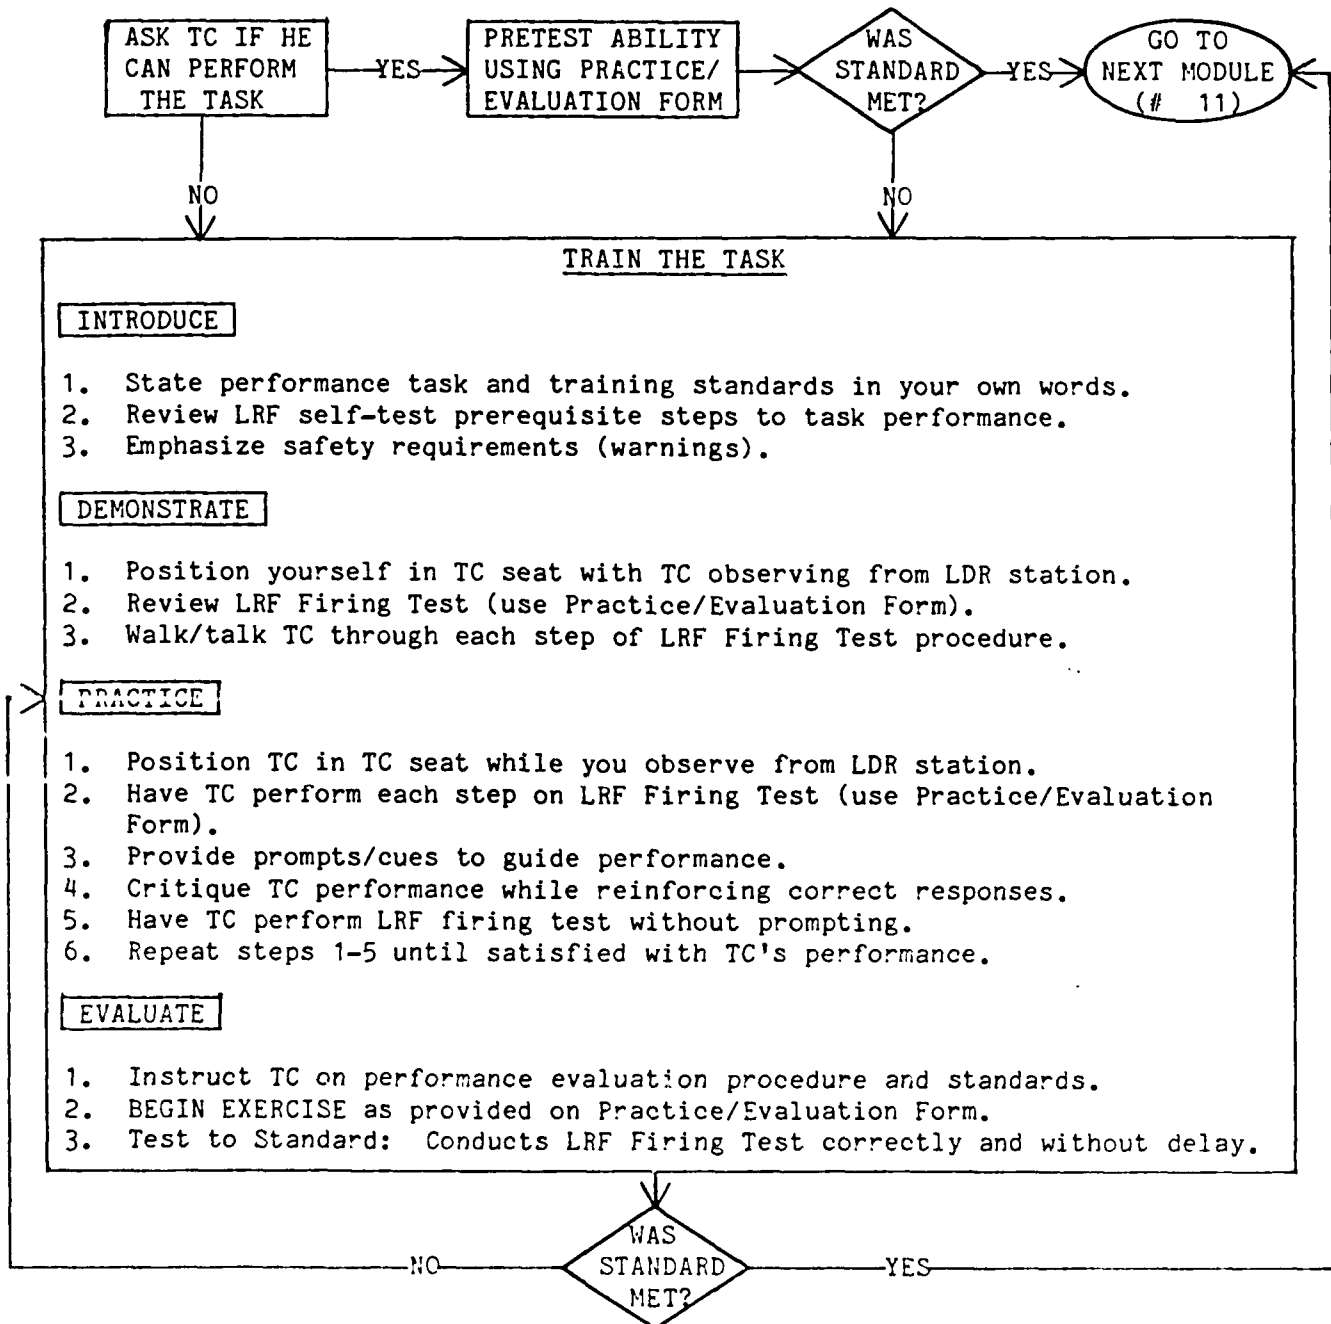 ASK TC IF HE
CAN PERFORM
THE TASK
YES
PRETEST ABILITY
USING PRACTICE/
EVALUATION FORM
WAS
STANDARD
MET?
YES
GO TO
NEXT MODULE
(# 11)
NO
NO
TRAIN THE TASK
INTRODUCE
1. State performance task and training standards in your own words.
2. Review LRF self-test prerequisite steps to task performance.
3. Emphasize safety requirements (warnings).
DEMONSTRATE
1. Position yourself in TC seat with TC observing from LDR station.
2. Review LRF Firing Test (use Practice/Evaluation Form).
3. Walk/talk TC through each step of LRF Firing Test procedure.
PRACTICE
1. Position TC in TC seat while you observe from LDR station.
2. Have TC perform each step on LRF Firing Test (use Practice/Evaluation
Form).
3. Provide prompts/cues to guide performance.
4. Critique TC performance while reinforcing correct responses.
5. Have TC perform LRF firing test without prompting.
6. Repeat steps 1-5 until satisfied with TC's performance.
EVALUATE
1. Instruct TC on performance evaluation procedure and standards.
2. BEGIN EXERCISE as provided on Practice/Evaluation Form.
3. Test to Standard: Conducts LRF Firing Test correctly and without delay.
WAS
STANDARD
MET?
NO
YES